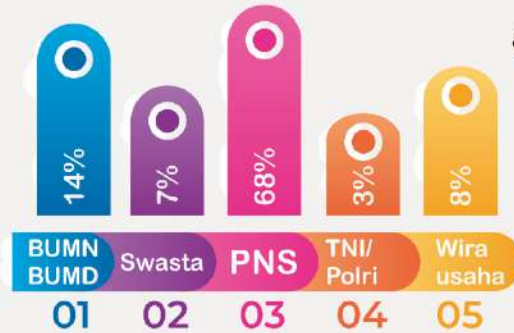 14%
7%
68%
3%
8%
BUMN
BUMD
Swasta
PNS
TNI/
Polri
Wira
usaha
01
02
03
04
05